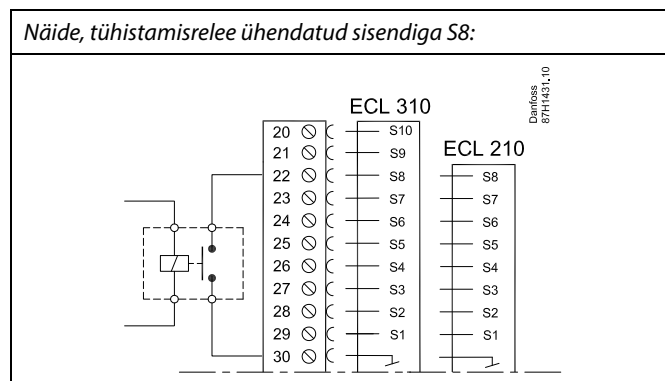 Näide, tühistamisrelee ühendatud sisendiga S8:
Danfoss
87H1431.10
ECL 310
ECL 210
20 S10
21 S9
22 S8 S8
23 S7 S7
24 S6 S6
25 S5 S5
26 S4 S4
27 S3 S3
28 S2 S2
29 S1 S1
30